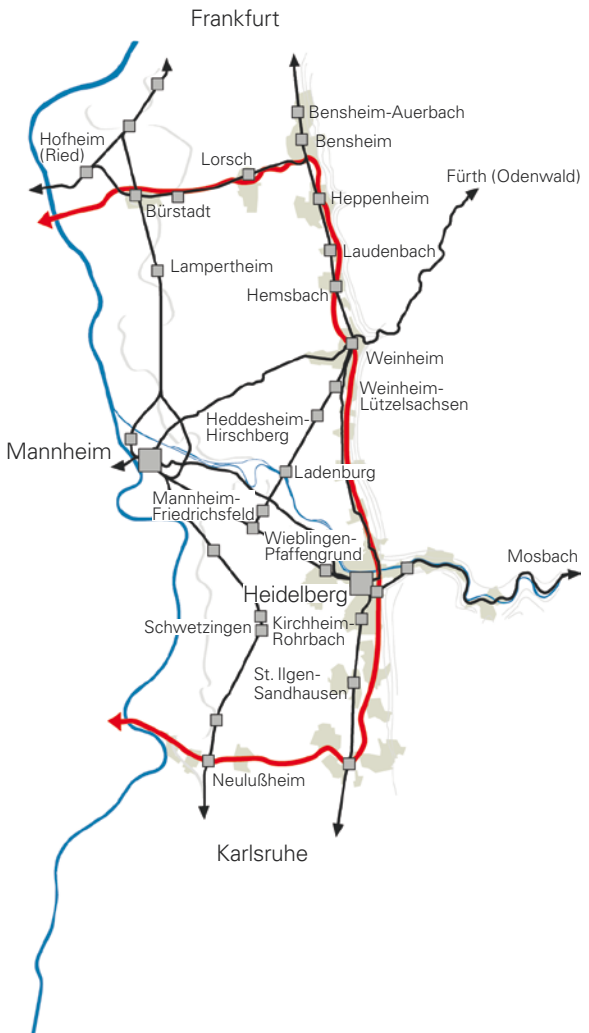 Frankfurt
Bensheim-Auerbach
Hofheim
(Ried)
Bensheim
Lorsch
Fürth (Odenwald)
Heppenheim
Bürstadt
Laudenbach
Lampertheim
Hemsbach
Weinheim
Weinheim-
Lützelsachsen
Heddesheim-
Hirschberg
Mannheim
Ladenburg
Mannheim-
Friedrichsfeld
Wieblingen-
Pfaffengrund
Mosbach
Heidelberg
Schwetzingen
Kirchheim-
Rohrbach
St. Ilgen-
Sandhausen
Neulußheim
Karlsruhe